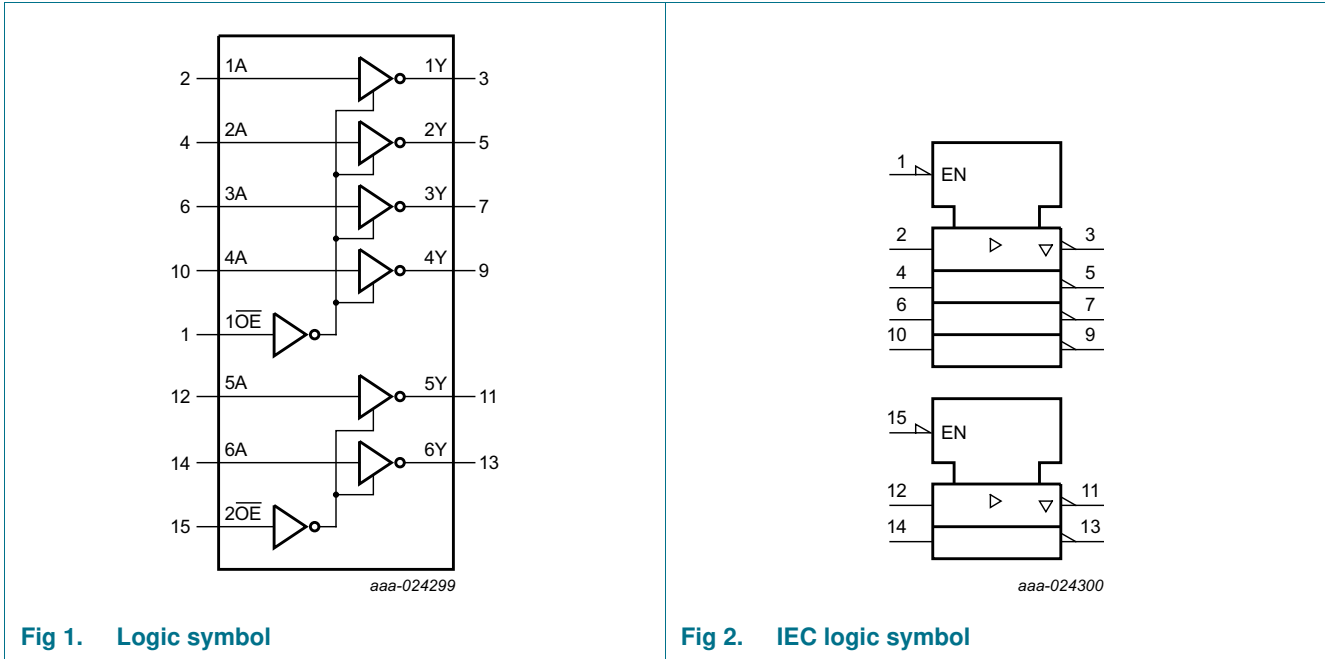 2 1A 1Y 3
4 2A 2Y 5
6 3A 3Y 7
10 4A 4Y 9
1 1O̅E̅
12 5A 5Y 11
14 6A 6Y 13
15 2O̅E̅
aaa-024299
Fig 1. Logic symbol
1 EN
2 3
4 5
6 7
10 9
15 EN
12 11
14 13
aaa-024300
Fig 2. IEC logic symbol